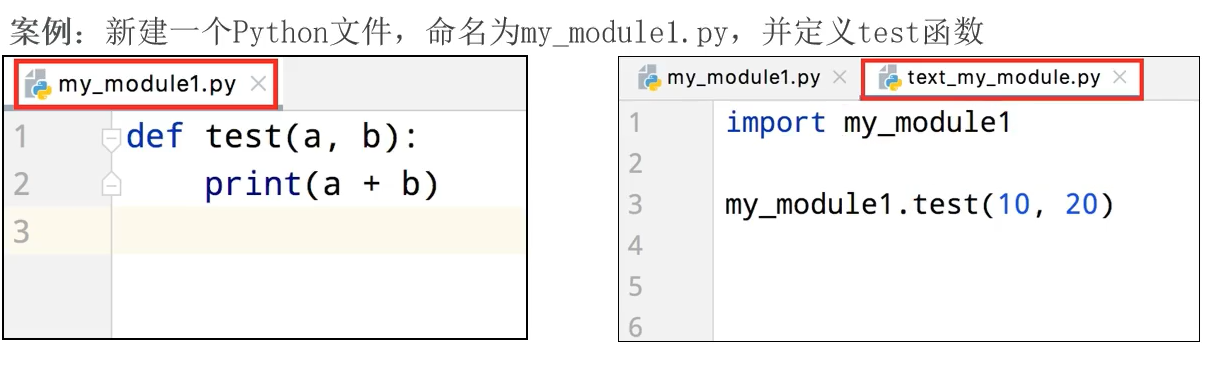 案例：新建一个Python文件，命名为my_module1.py，并定义test函数
my_module1.py
1 def test(a, b):
2     print(a + b)
3
my_module1.py text_my_module.py
1 import my_module1
2
3 my_module1.test(10, 20)
4
5
6